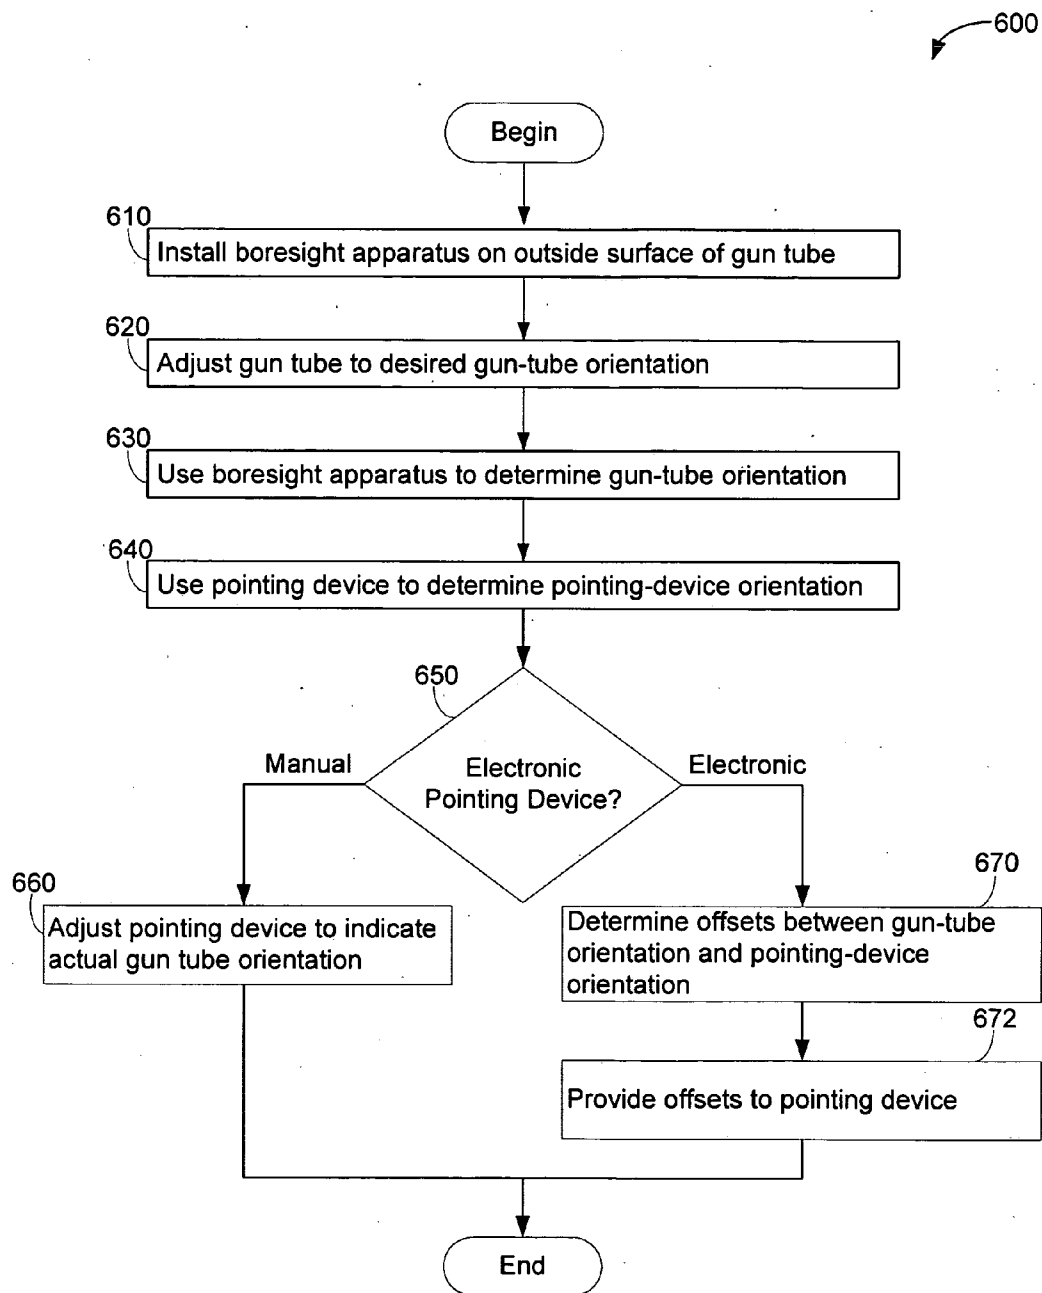 600
Begin
610
Install boresight apparatus on outside surface of gun tube
620
Adjust gun tube to desired gun-tube orientation
630
Use boresight apparatus to determine gun-tube orientation
640
Use pointing device to determine pointing-device orientation
650
Manual
Electronic
Pointing Device?
Electronic
660
Adjust pointing device to indicate
actual gun tube orientation
670
Determine offsets between gun-tube
orientation and pointing-device
orientation
672
Provide offsets to pointing device
End